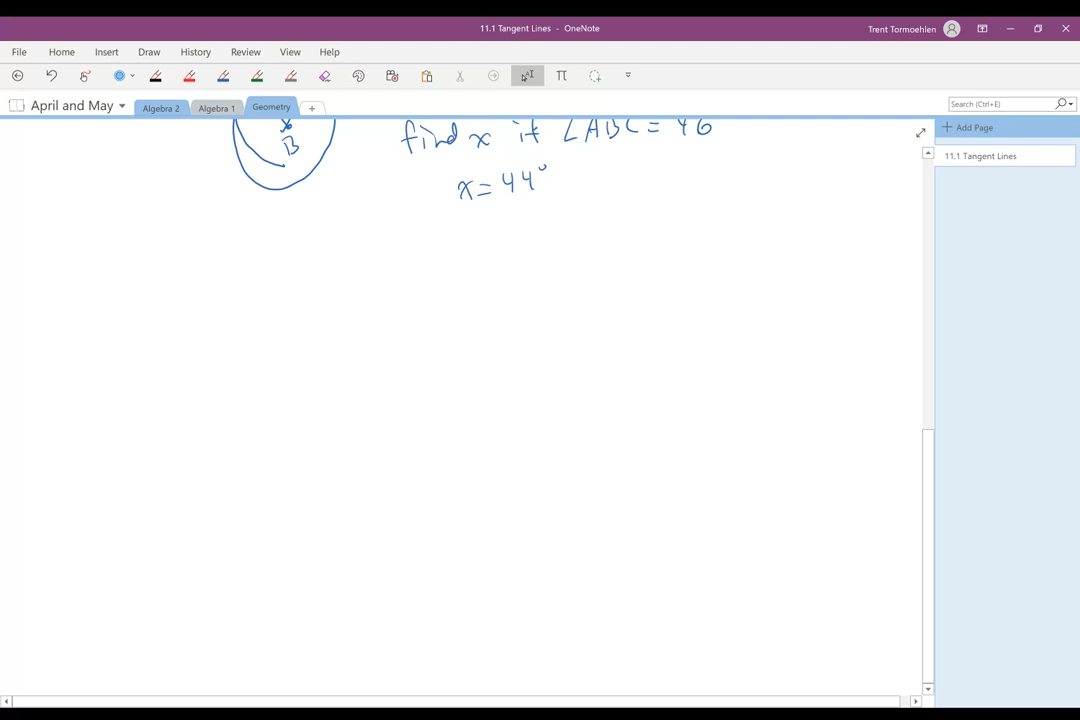 11.1 Tangent Lines - OneNote
Trent Tormoehlen
File Home Insert Draw History Review View Help
April and May
Algebra 2
Algebra 1
Geometry
Search (Ctrl+E)
Add Page
11.1 Tangent Lines
B
find x if ∠ABC = 46
x = 44°